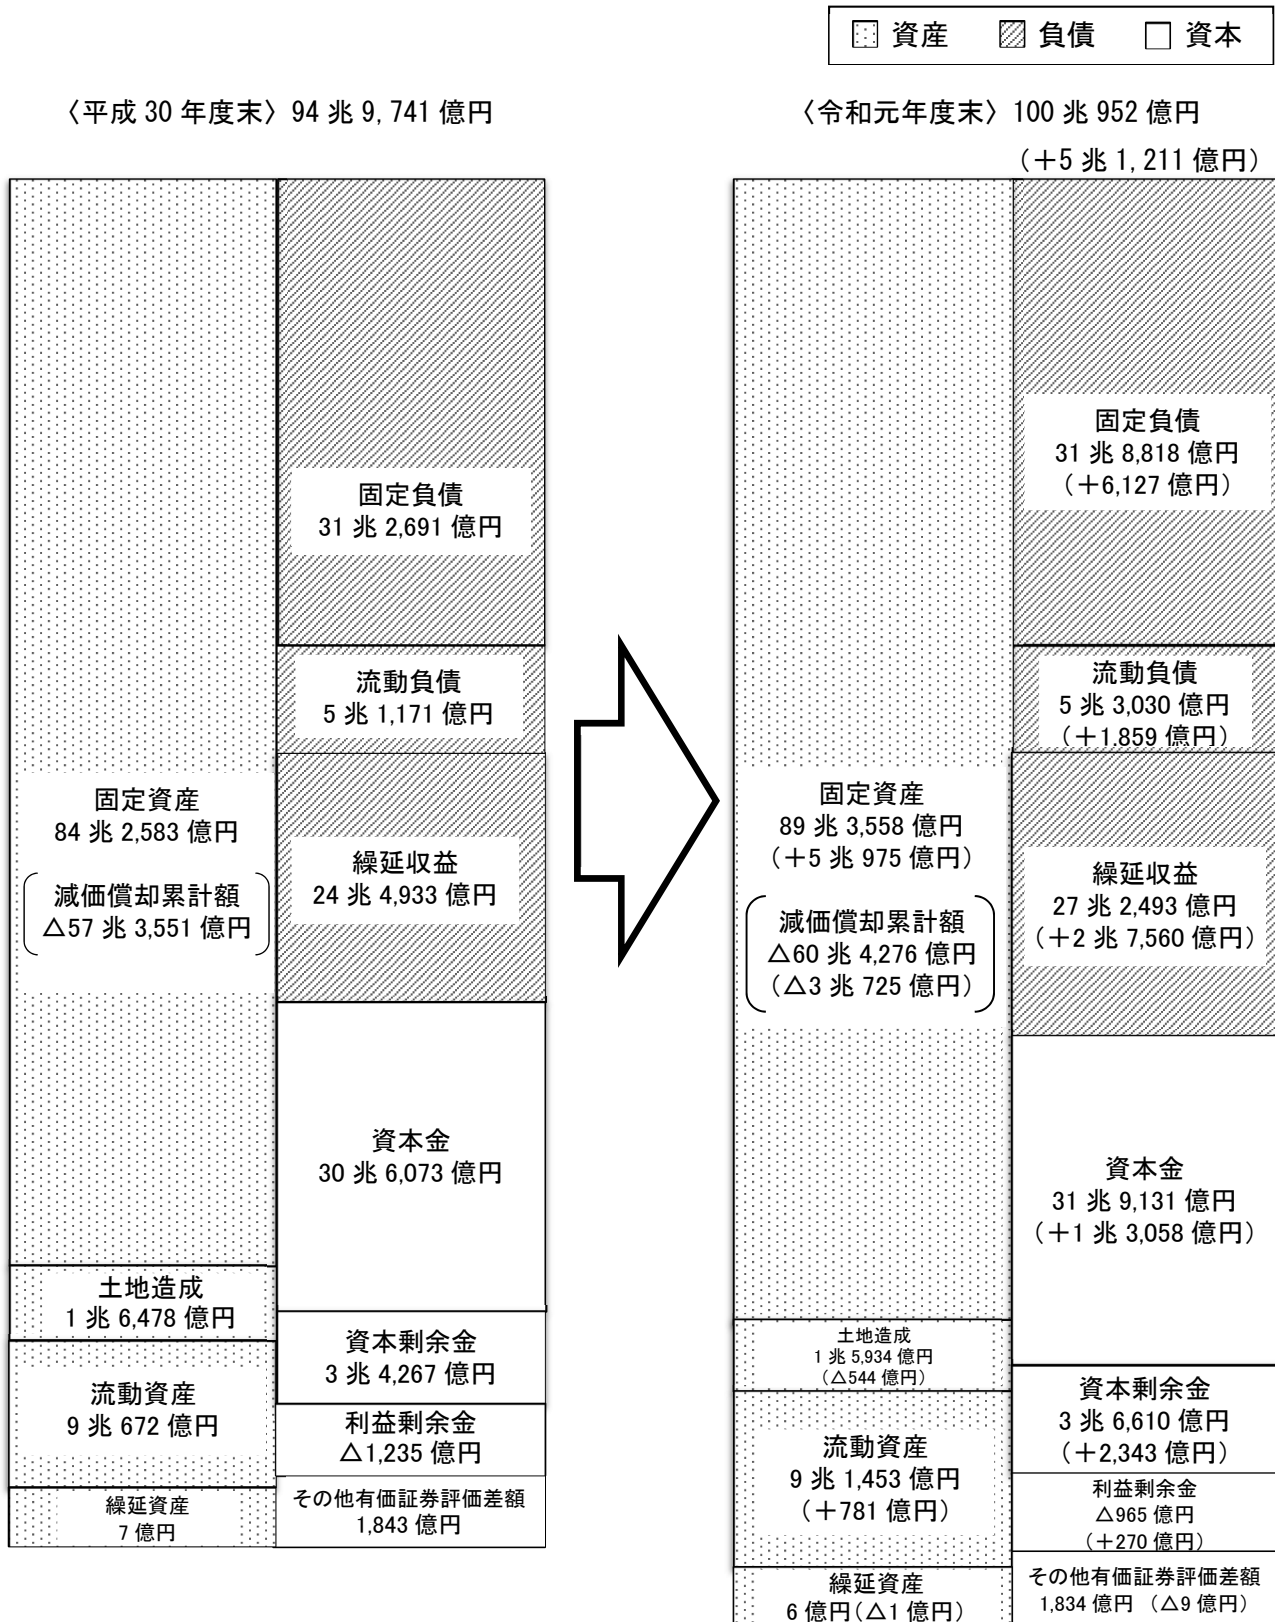 資産 負債 資本
〈平成 30 年度末〉94 兆 9,741 億円
固定資産
84 兆 2,583 億円
減価償却累計額
△57 兆 3,551 億円
土地造成
1 兆 6,478 億円
流動資産
9 兆 672 億円
繰延資産
7 億円
固定負債
31 兆 2,691 億円
流動負債
5 兆 1,171 億円
繰延収益
24 兆 4,933 億円
資本金
30 兆 6,073 億円
資本剰余金
3 兆 4,267 億円
利益剰余金
△1,235 億円
その他有価証券評価差額
1,843 億円
〈令和元年度末〉100 兆 952 億円
（＋5 兆 1,211 億円）
固定資産
89 兆 3,558 億円
（＋5 兆 975 億円）
減価償却累計額
△60 兆 4,276 億円
（△3 兆 725 億円）
土地造成
1 兆 5,934 億円
（△544 億円）
流動資産
9 兆 1,453 億円
（＋781 億円）
繰延資産
6 億円（△1 億円）
固定負債
31 兆 8,818 億円
（＋6,127 億円）
流動負債
5 兆 3,030 億円
（＋1,859 億円）
繰延収益
27 兆 2,493 億円
（＋2 兆 7,560 億円）
資本金
31 兆 9,131 億円
（＋1 兆 3,058 億円）
資本剰余金
3 兆 6,610 億円
（＋2,343 億円）
利益剰余金
△965 億円
（＋270 億円）
その他有価証券評価差額
1,834 億円 （△9 億円）